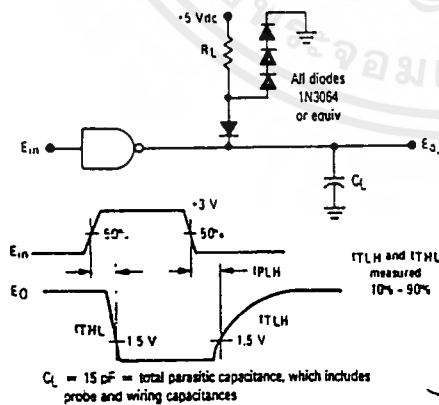 +5 Vdc
RL
All diodes
1N3064
or equiv
Ein
Eo
CL
+3 V
50%
50%
Ein
tPLH
tTLH and tTHL
measured
10% - 90%
EO
tTHL
tTLH
1.5 V
1.5 V
CL = 15 pF = total parasitic capacitance, which includes
probe and wiring capacitances